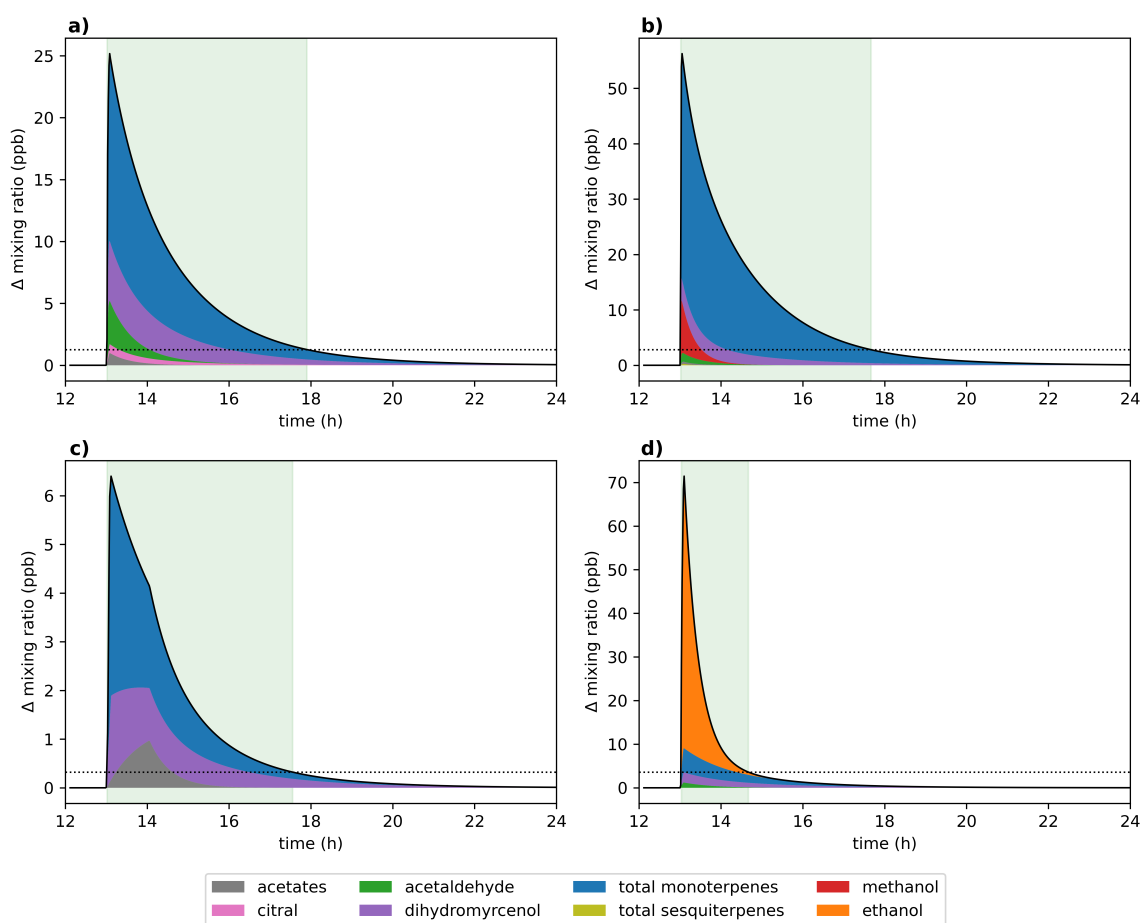 a)
Δ mixing ratio (ppb)
25
20
15
10
5
0
12 14 16 18 20 22 24
time (h)
b)
Δ mixing ratio (ppb)
50
40
30
20
10
0
12 14 16 18 20 22 24
time (h)
c)
Δ mixing ratio (ppb)
6
5
4
3
2
1
0
12 14 16 18 20 22 24
time (h)
d)
Δ mixing ratio (ppb)
70
60
50
40
30
20
10
0
12 14 16 18 20 22 24
time (h)
acetates acetaldehyde total monoterpenes methanol
citral dihydromyrcenol total sesquiterpenes ethanol